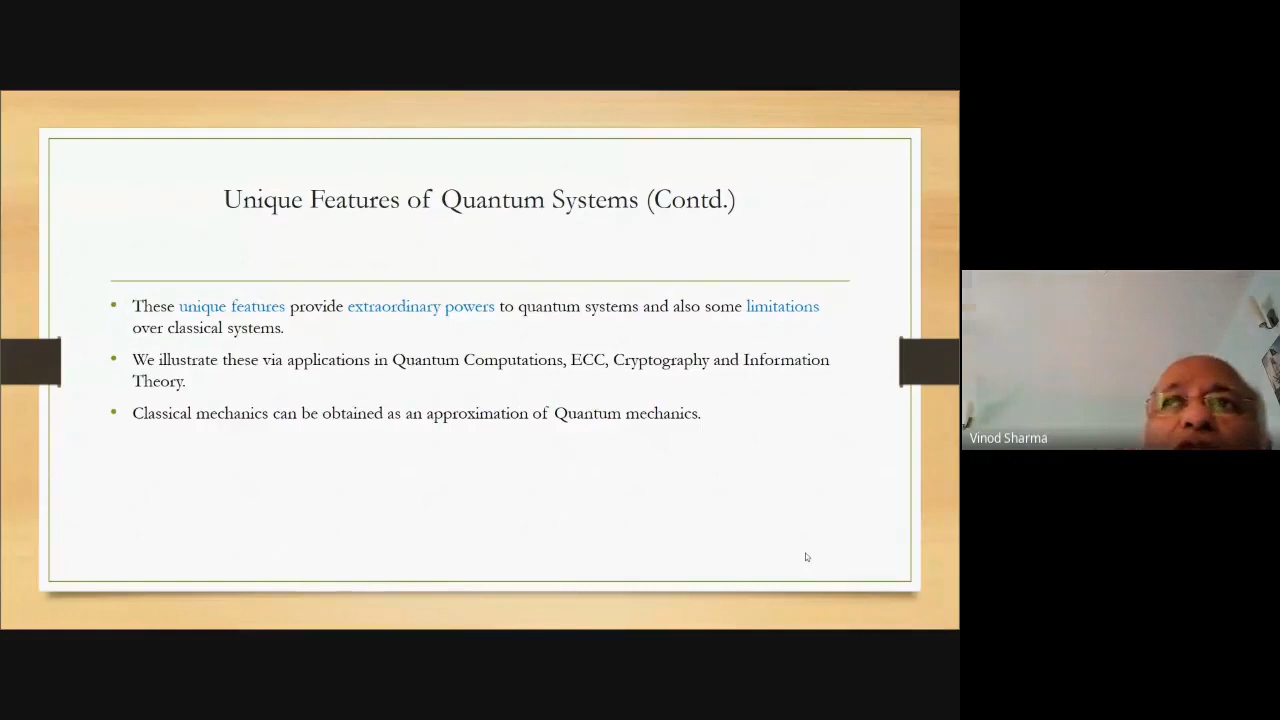 Unique Features of Quantum Systems (Contd.)
• These unique features provide extraordinary powers to quantum systems and also some limitations
over classical systems.
• We illustrate these via applications in Quantum Computations, ECC, Cryptography and Information
Theory.
• Classical mechanics can be obtained as an approximation of Quantum mechanics.
Vinod Sharma